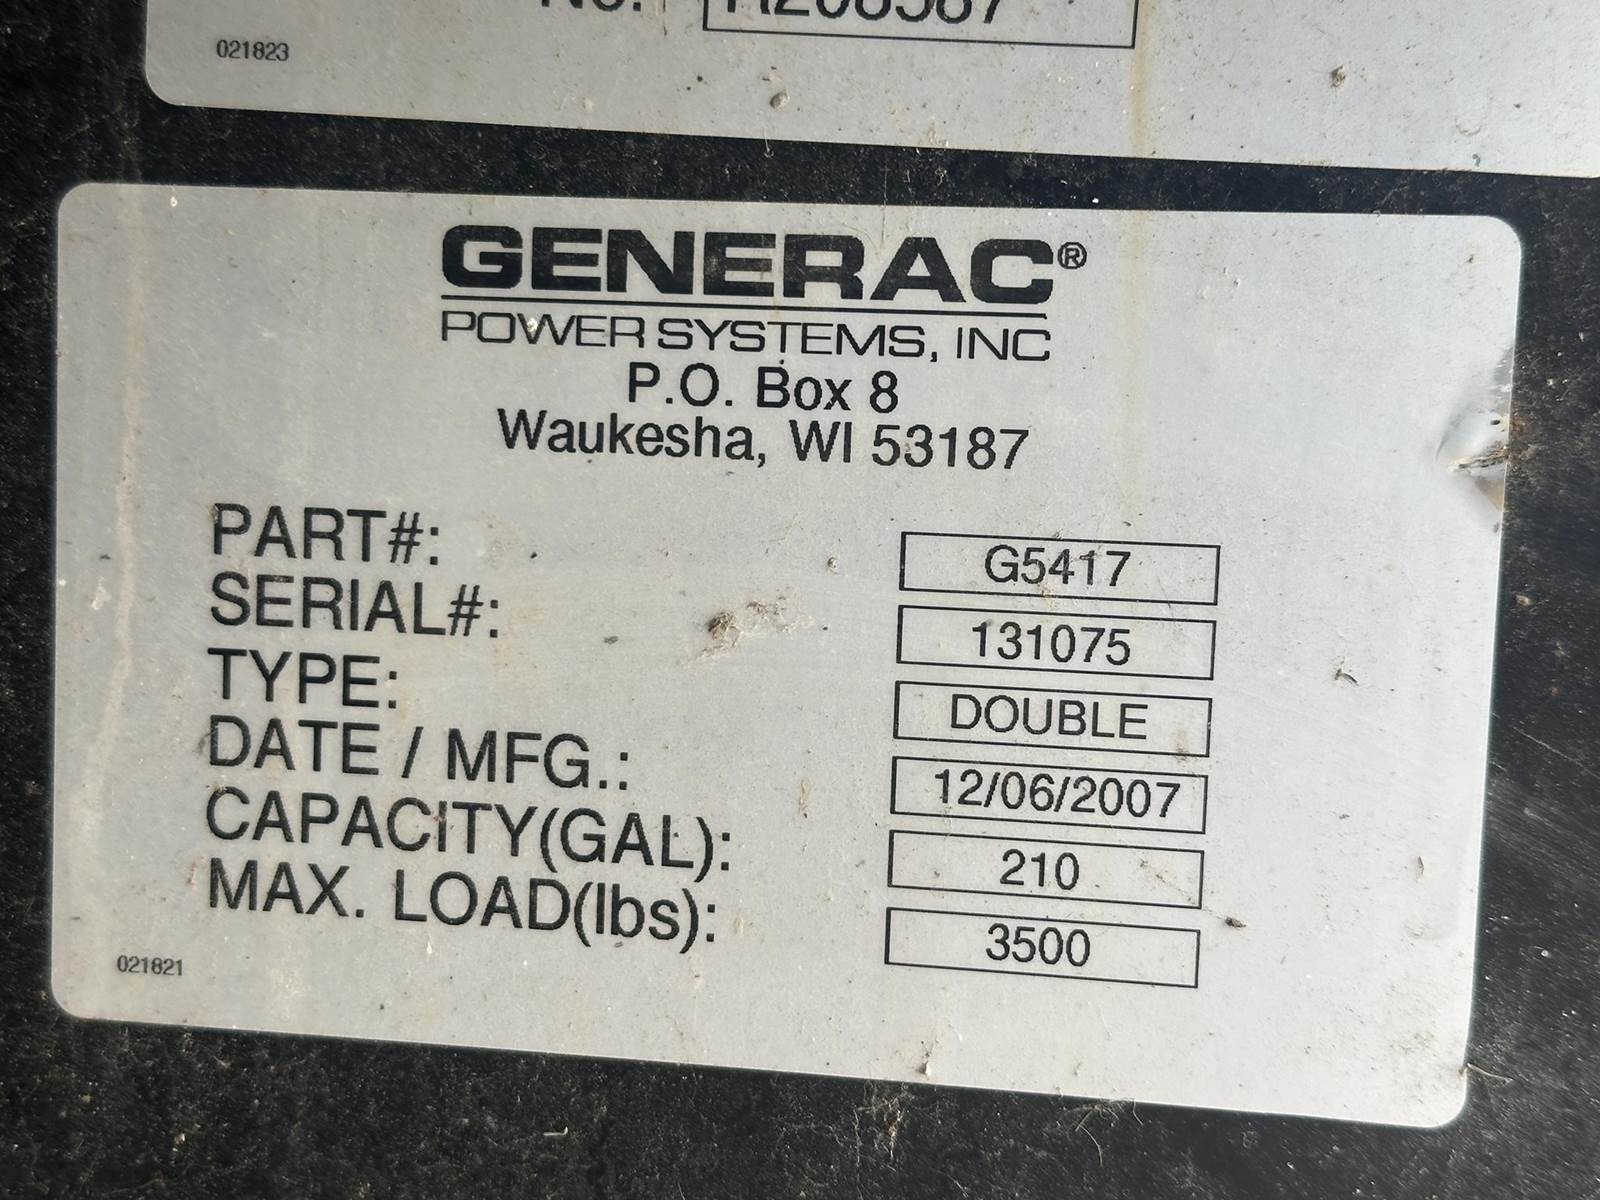 No.
021823
GENERAC®
POWER SYSTEMS, INC
P.O. Box 8
Waukesha, WI 53187
PART#: G5417
SERIAL#: 131075
TYPE: DOUBLE
DATE / MFG.: 12/06/2007
CAPACITY(GAL): 210
MAX. LOAD(lbs): 3500
021821